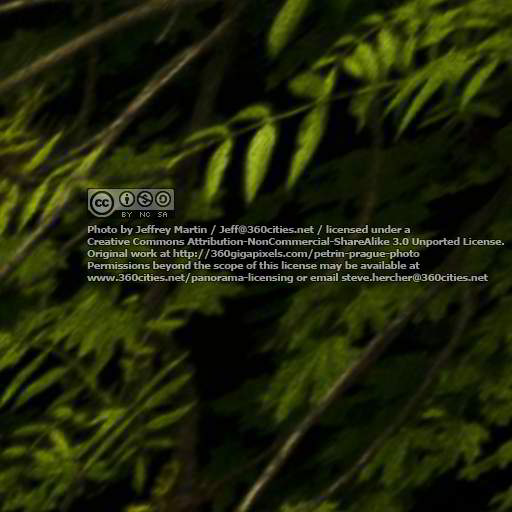 cc BY NC SA
Photo by Jeffrey Martin / Jeff@360cities.net / licensed under a
Creative Commons Attribution-NonCommercial-ShareAlike 3.0 Unported License.
Original work at http://360gigapixels.com/petrin-prague-photo
Permissions beyond the scope of this license may be available at
www.360cities.net/panorama-licensing or email steve.hercher@360cities.net